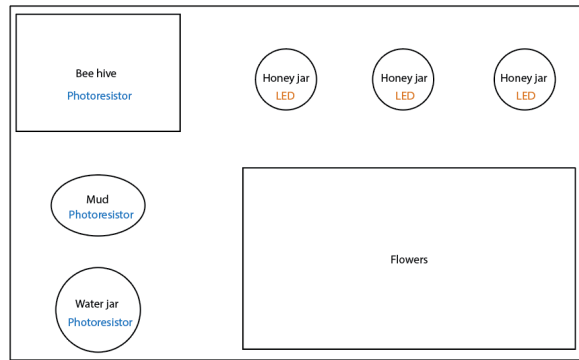 Bee hive
Photoresistor
Honey jar
LED
Honey jar
LED
Honey jar
LED
Mud
Photoresistor
Flowers
Water jar
Photoresistor